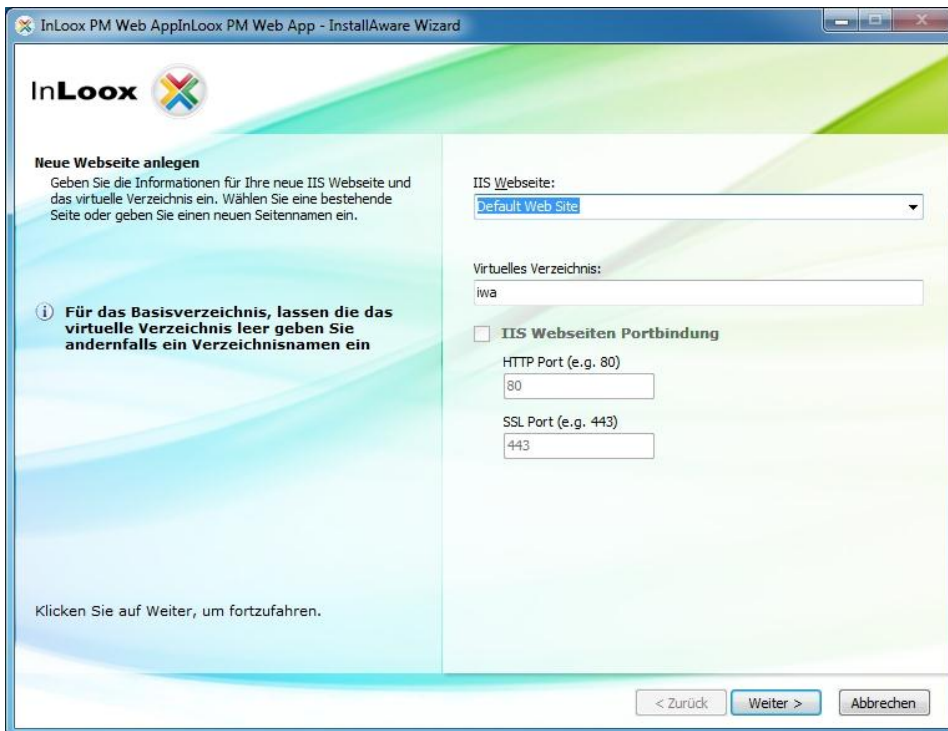 InLoox PM Web AppInLoox PM Web App - InstallAware Wizard
InLoox
Neue Webseite anlegen
Geben Sie die Informationen für Ihre neue IIS Webseite und
das virtuelle Verzeichnis ein. Wählen Sie eine bestehende
Seite oder geben Sie einen neuen Seitennamen ein.
Für das Basisverzeichnis, lassen die das
virtuelle Verzeichnis leer geben Sie
andernfalls ein Verzeichnisnamen ein
Klicken Sie auf Weiter, um fortzufahren.
IIS Webseite:
Default Web Site
Virtuelles Verzeichnis:
iwa
IIS Webseiten Portbindung
HTTP Port (e.g. 80)
80
SSL Port (e.g. 443)
443
< Zurück
Weiter >
Abbrechen